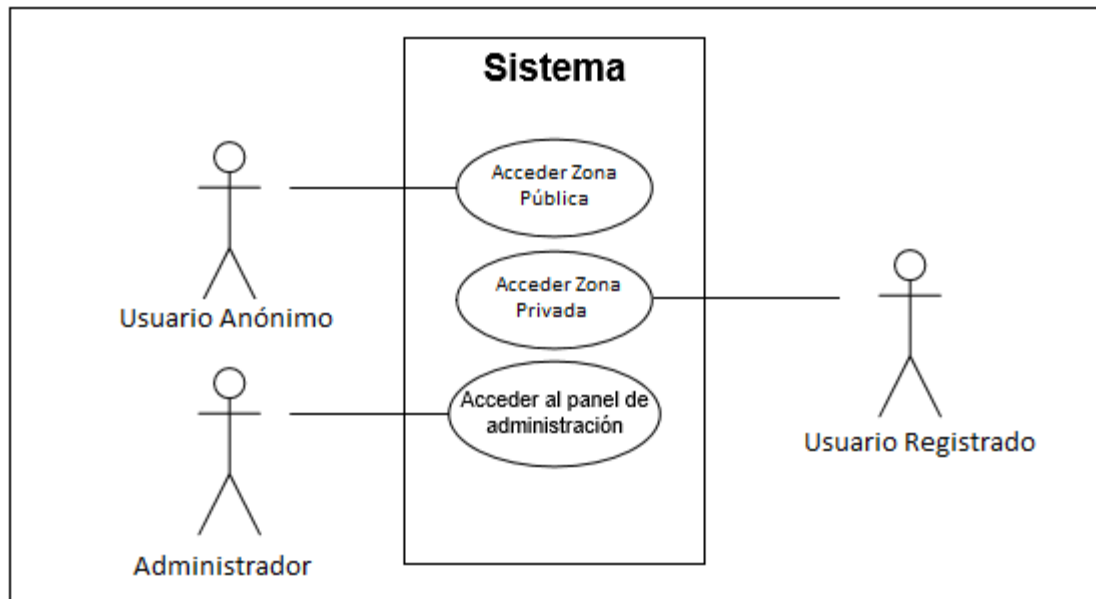 Sistema
Acceder Zona
Pública
Usuario Anónimo
Acceder Zona
Privada
Usuario Registrado
Acceder al panel de
administración
Administrador